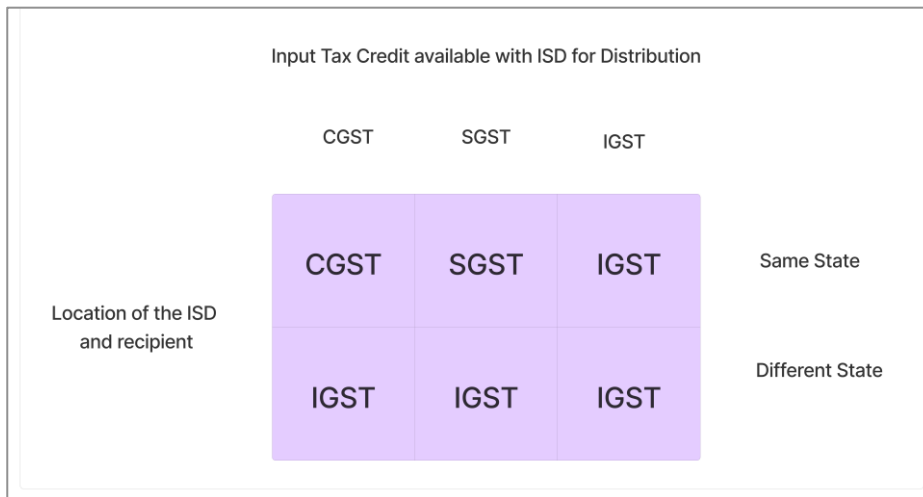 Input Tax Credit available with ISD for Distribution
CGST SGST IGST
CGST SGST IGST Same State
Location of the ISD
and recipient
IGST IGST IGST Different State